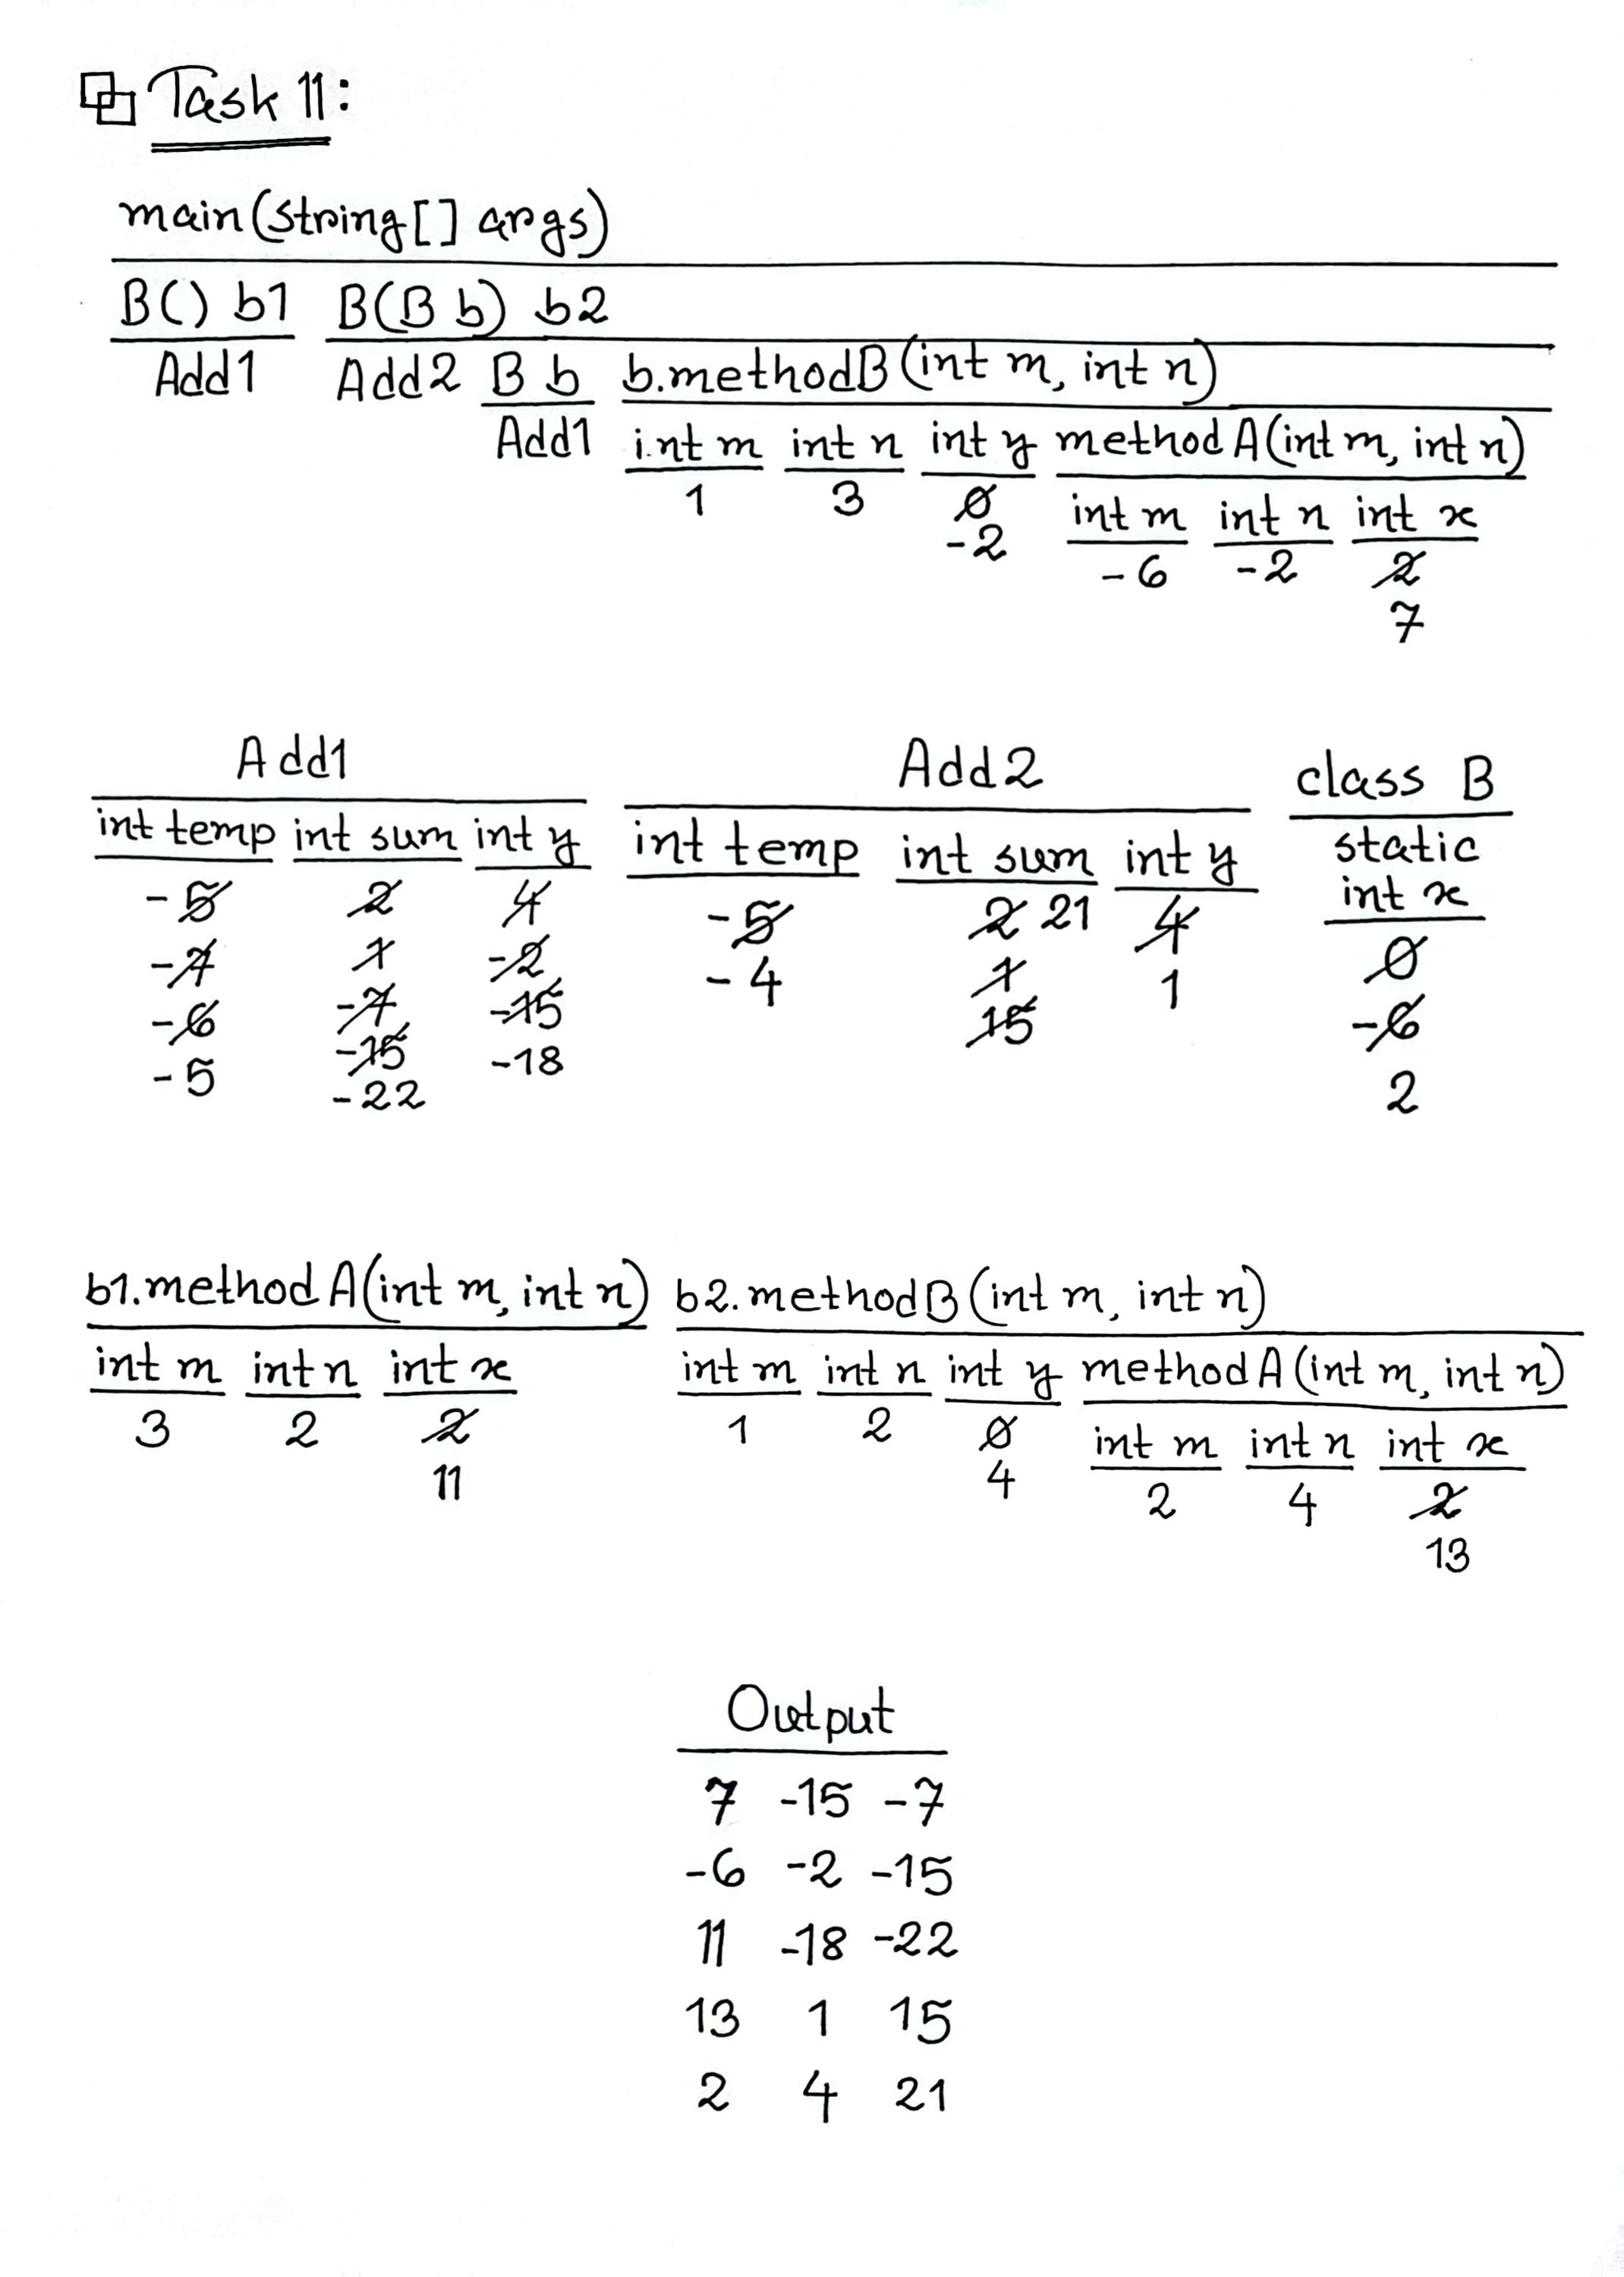 Task 11:
main(string[] args)
B() b1 B(B b) b2
Add1 Add2 B b b.methodB(int m, int n)
Add1 int m int n int y methodA(int m, int n)
1 3 0 int m int n int x
-2 -6 -2 2
7
Add1 Add2 class B
int temp int sum int y int temp int sum int y static
int x
-5 2 4 -5 2 21 4 0
-7 1 -2 -4 1 1
-6 -7 -15 15 -6
-5 -15 -18 2
-22
b1.methodA(int m, int n) b2.methodB(int m, int n)
int m int n int x int m int n int y methodA(int m, int n)
3 2 2 1 2 0 int m int n int x
11 4 2 4 2
13
Output
7 -15 -7
-6 -2 -15
11 -18 -22
13 1 15
2 4 21